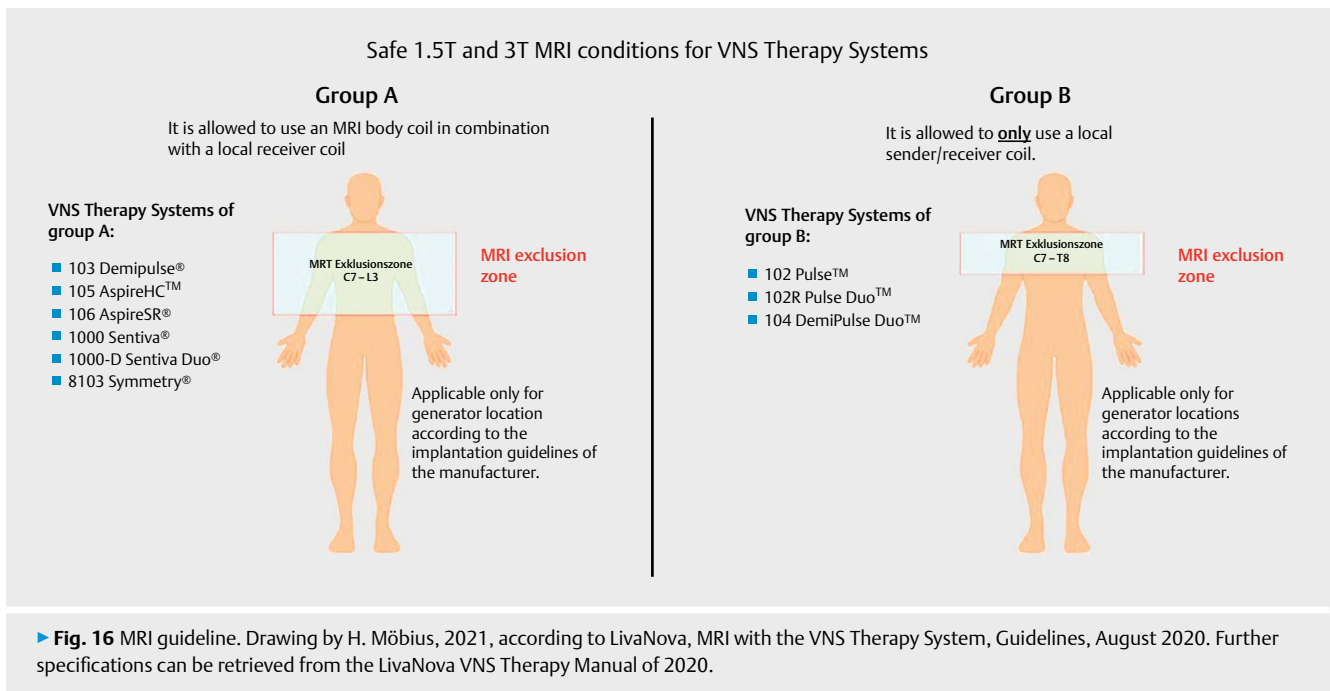 Safe 1.5T and 3T MRI conditions for VNS Therapy Systems
Group A
It is allowed to use an MRI body coil in combination
with a local receiver coil
VNS Therapy Systems of
group A:
103 Demipulse®
105 AspireHC™
106 AspireSR®
1000 Sentiva®
1000-D Sentiva Duo®
8103 Symmetry®
MRT Exklusionszone
C7 – L3
MRI exclusion
zone
Applicable only for
generator location
according to the
implantation guidelines of
the manufacturer.
Group B
It is allowed to only use a local
sender/receiver coil.
VNS Therapy Systems of
group B:
102 Pulse™
102R Pulse Duo™
104 DemiPulse Duo™
MRT Exklusionszone
C7 – T8
MRI exclusion
zone
Applicable only for
generator locations
according to the
implantation guidelines of
the manufacturer.
▶ Fig. 16 MRI guideline. Drawing by H. Möbius, 2021, according to LivaNova, MRI with the VNS Therapy System, Guidelines, August 2020. Further
specifications can be retrieved from the LivaNova VNS Therapy Manual of 2020.